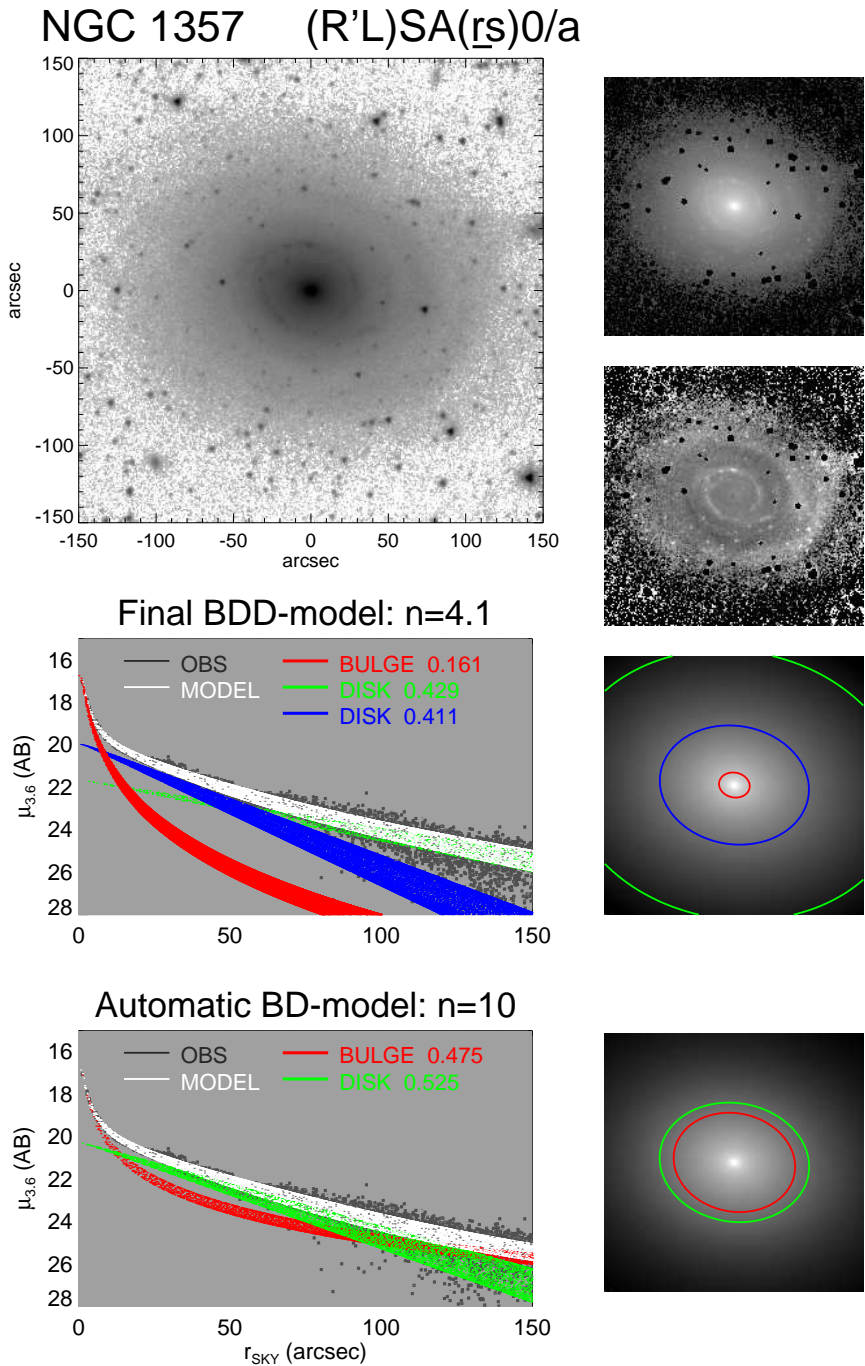 NGC 1357 (R'L)SA(rs)0/a
150
100
50
0
-50
-100
-150
arcsec
-150 -100 -50 0 50 100 150
arcsec
Final BDD-model: n=4.1
OBS BULGE 0.161
MODEL DISK 0.429
DISK 0.411
16
18
20
22
24
26
28
μ3.6 (AB)
0 50 100 150
Automatic BD-model: n=10
OBS BULGE 0.475
MODEL DISK 0.525
16
18
20
22
24
26
28
μ3.6 (AB)
0 50 100 150
rSKY (arcsec)